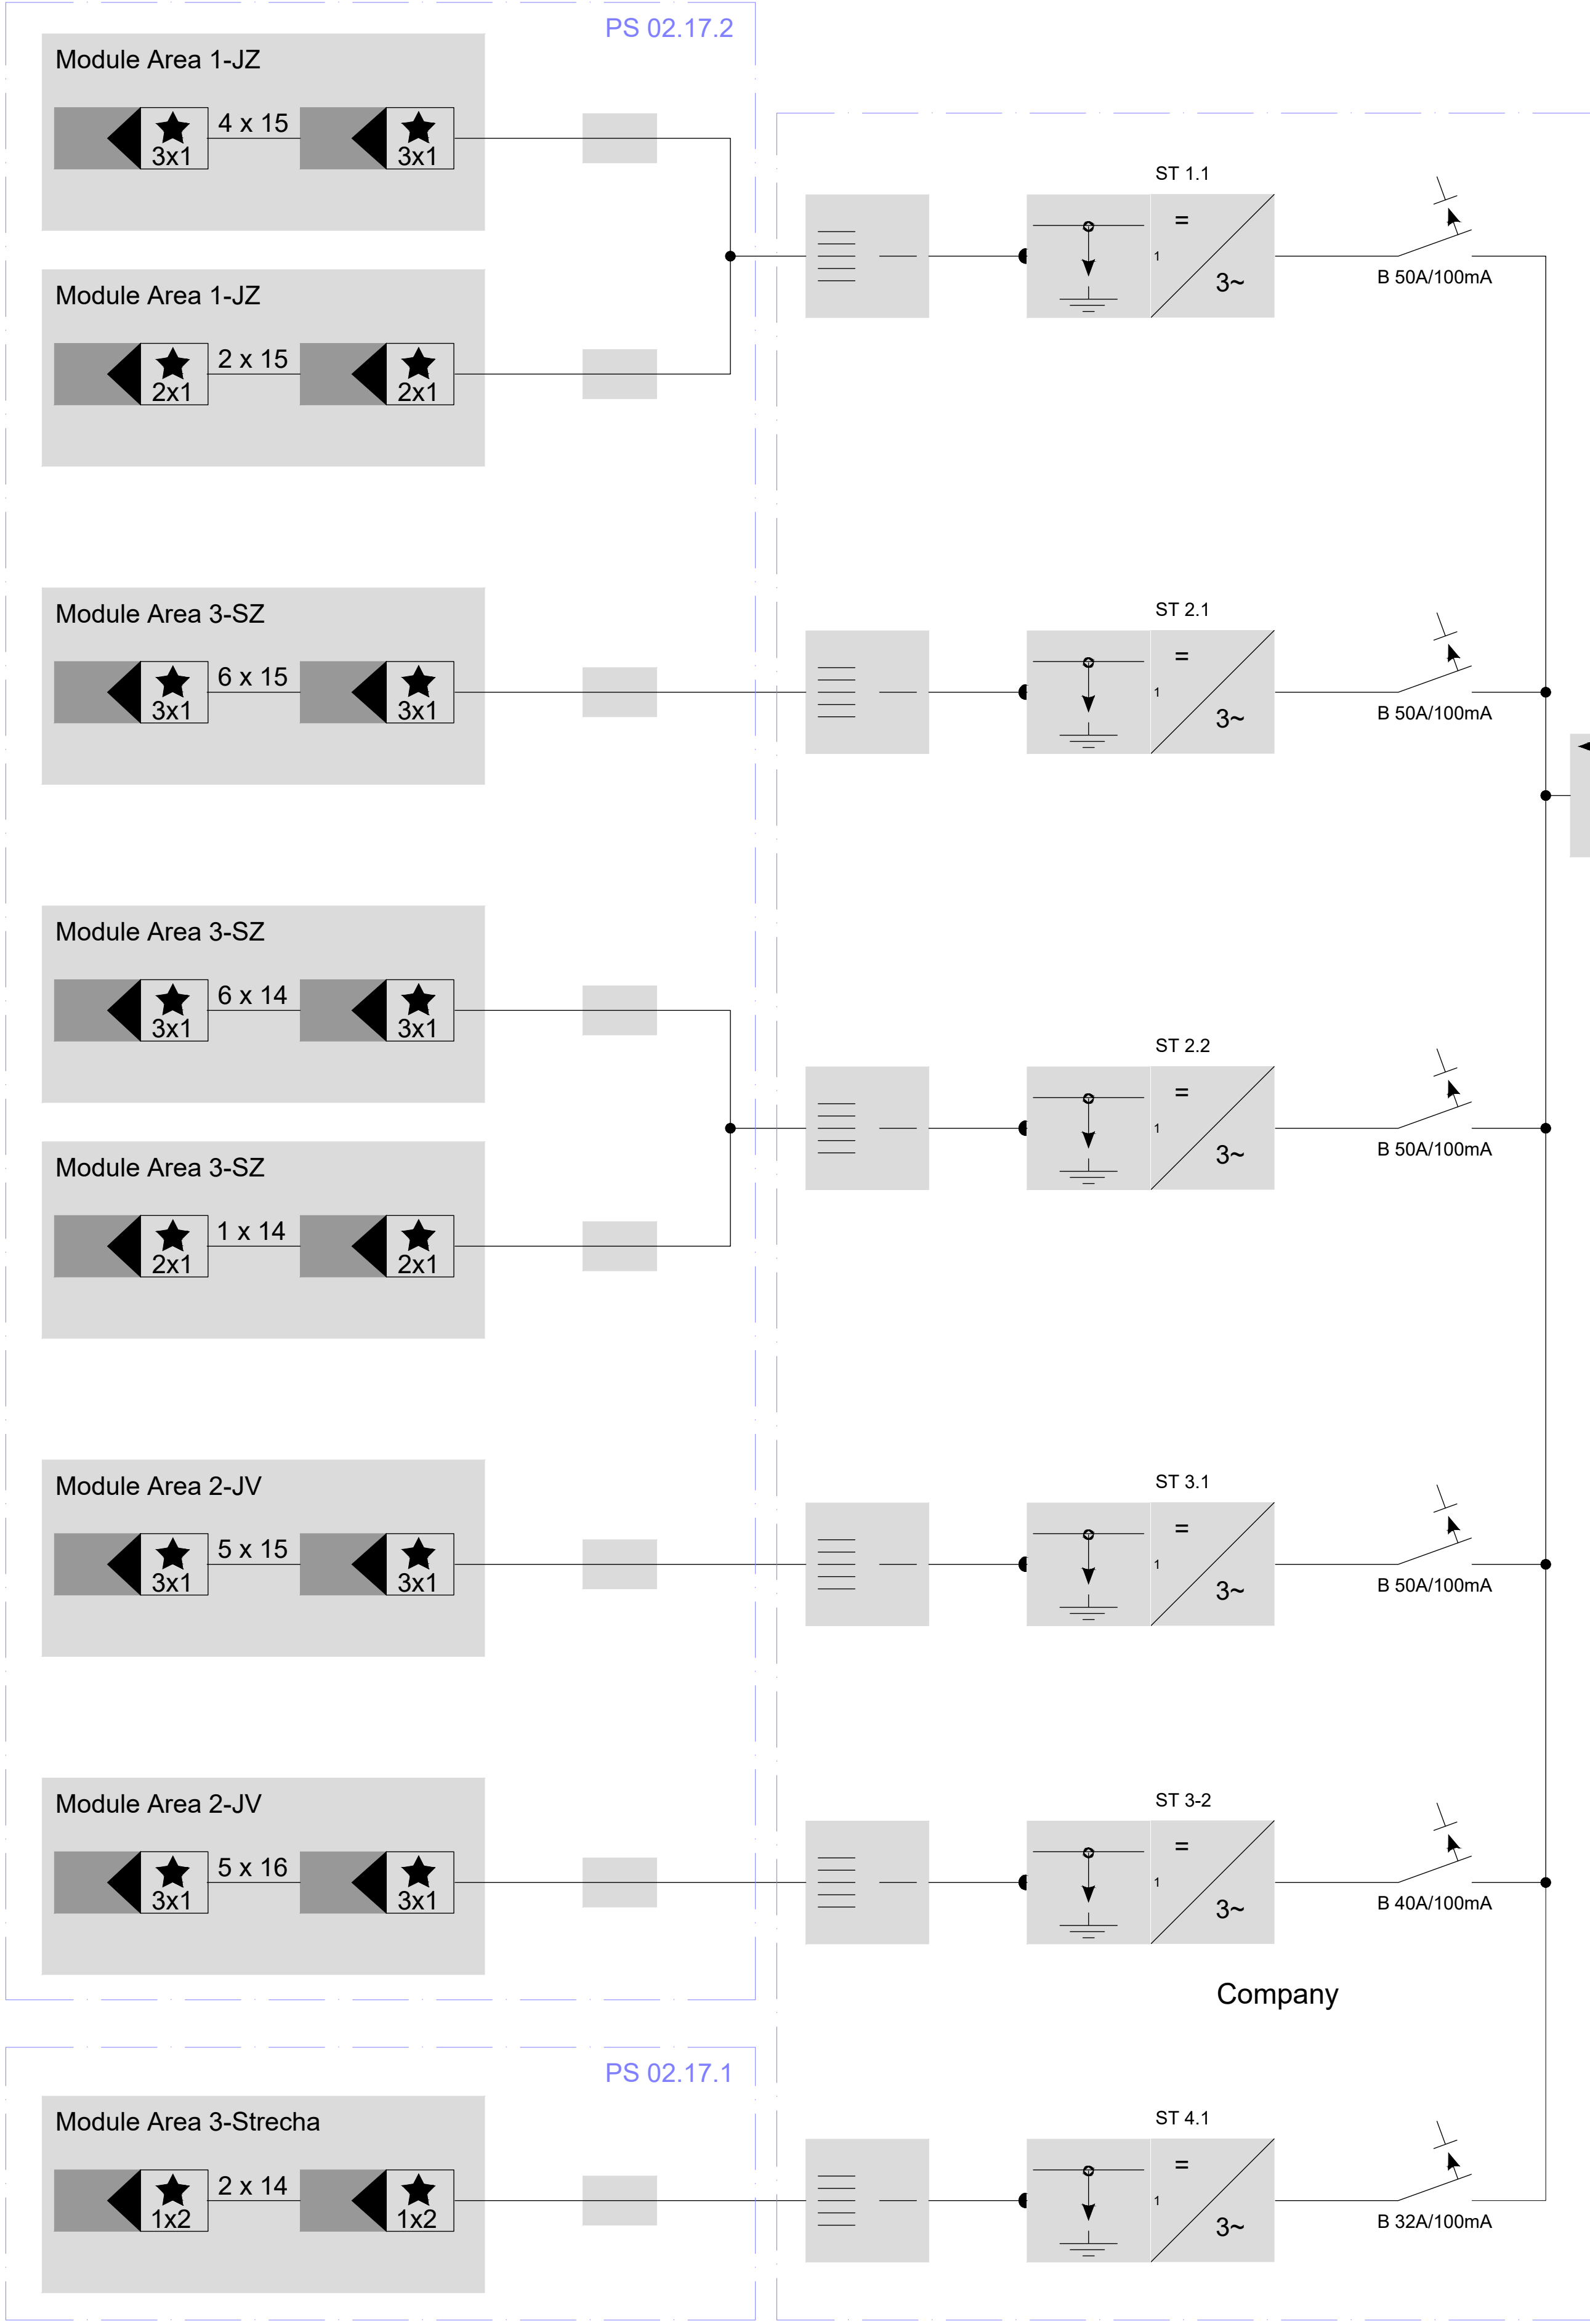 PS 02.17.2
Module Area 1-JZ
4 x 15
3x1
3x1
ST 1.1
=
1
3~
B 50A/100mA
Module Area 1-JZ
2 x 15
2x1
2x1
Module Area 3-SZ
6 x 15
3x1
3x1
ST 2.1
=
1
3~
B 50A/100mA
Module Area 3-SZ
6 x 14
3x1
3x1
ST 2.2
=
1
3~
B 50A/100mA
Module Area 3-SZ
1 x 14
2x1
2x1
Module Area 2-JV
5 x 15
3x1
3x1
ST 3.1
=
1
3~
B 50A/100mA
Module Area 2-JV
5 x 16
3x1
3x1
ST 3-2
=
1
3~
B 40A/100mA
Company
PS 02.17.1
Module Area 3-Strecha
2 x 14
1x2
1x2
ST 4.1
=
1
3~
B 32A/100mA